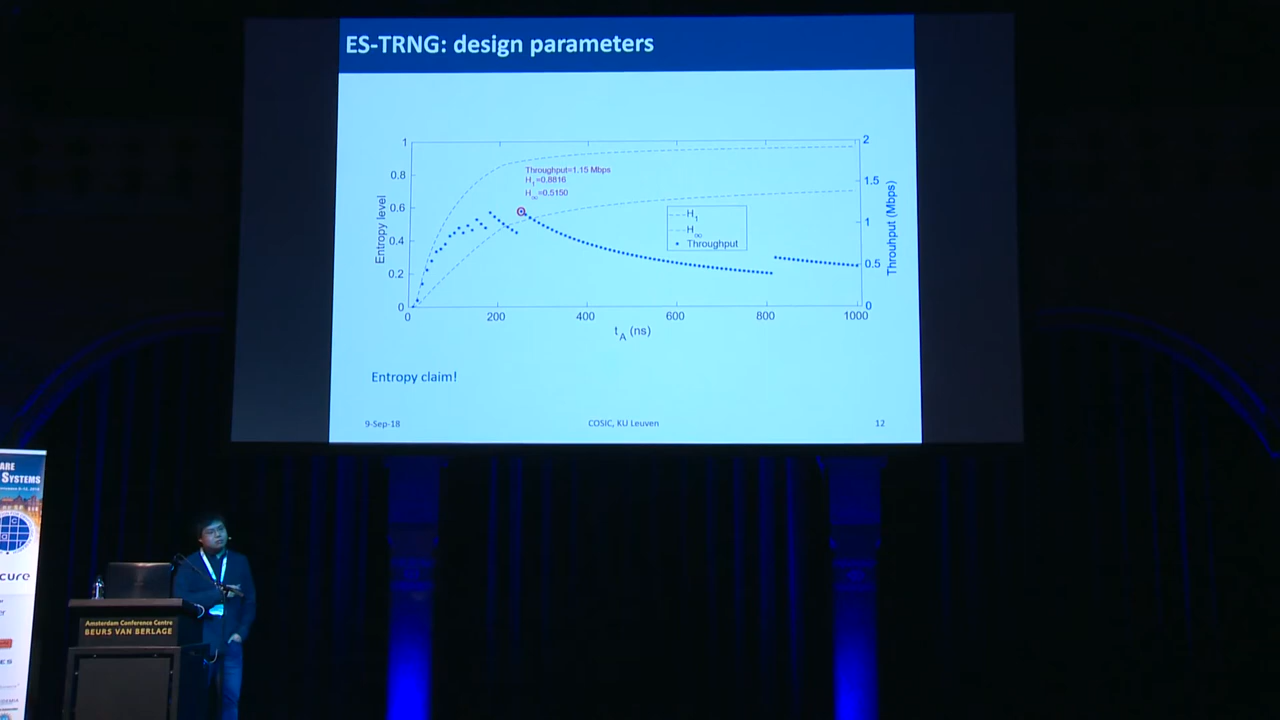 ES-TRNG: design parameters
Throughput=1.15 Mbps
H1=0.8816
H∞=0.5150
1
0.8
0.6
0.4
0.2
0
Entropy level
0
200
400
600
800
1000
tA (ns)
2
1.5
1
0.5
0
Throuhput (Mbps)
H1
H∞
Throughput
Entropy claim!
9-Sep-18
COSIC, KU Leuven
12
ARE
SYSTEMS
cure
Amsterdam Conference Centre
BEURS VAN BERLAGE